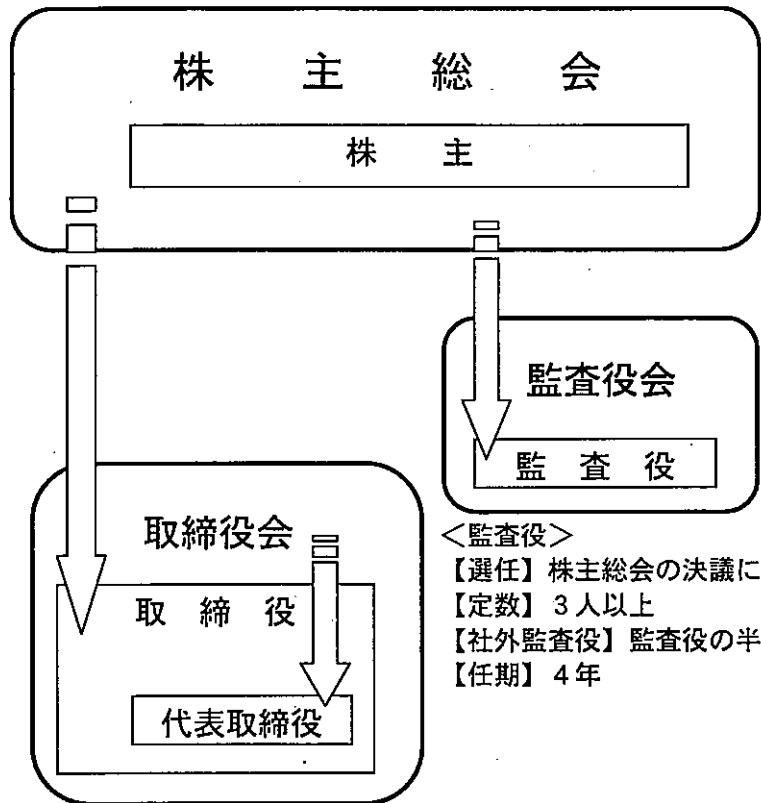 株主総会
株主
監査役会
監査役
取締役会
取締役
代表取締役
＜監査役＞
【選任】株主総会の決議に
【定数】３人以上
【社外監査役】監査役の半
【任期】４年